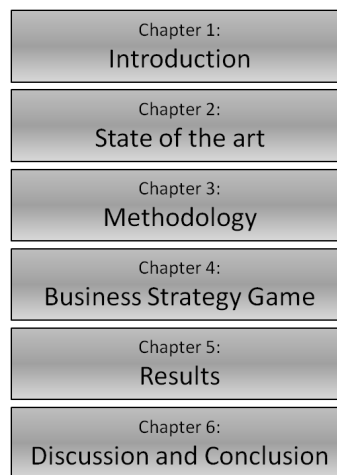 Chapter 1:
Introduction
Chapter 2:
State of the art
Chapter 3:
Methodology
Chapter 4:
Business Strategy Game
Chapter 5:
Results
Chapter 6:
Discussion and Conclusion